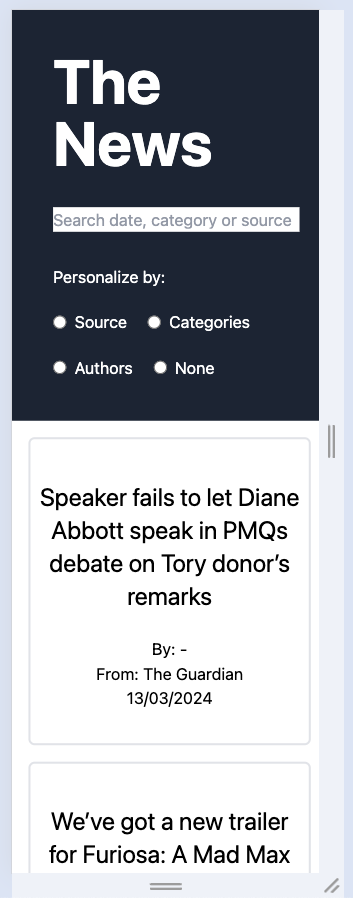 The
News
Search date, category or source
Personalize by:
Source Categories
Authors None
Speaker fails to let Diane
Abbott speak in PMQs
debate on Tory donor’s
remarks
By: -
From: The Guardian
13/03/2024
We’ve got a new trailer
for Furiosa: A Mad Max